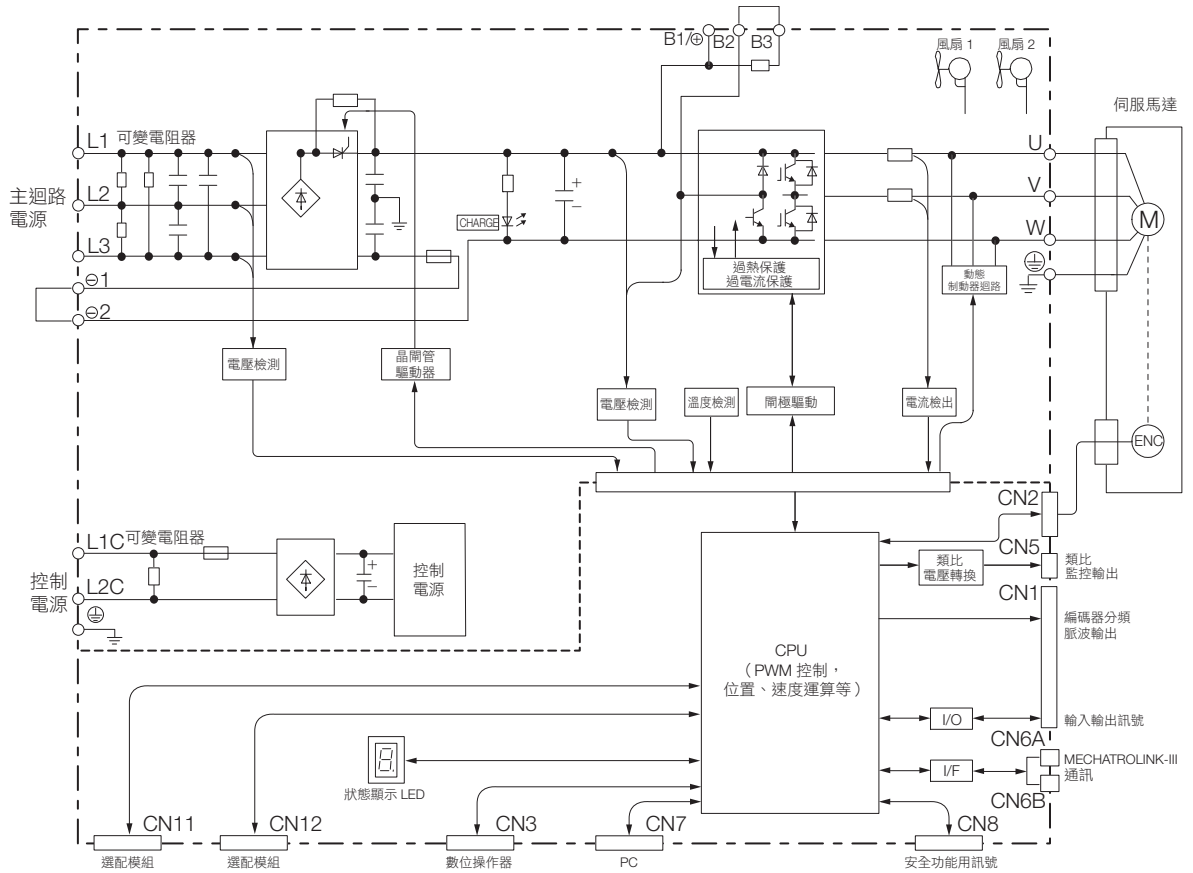 B1/⊕
B2
B3
風扇 1
風扇 2
伺服馬達
L1
可變電阻器
U
主迴路
電源
L2
V
CHARGE
+
−
M
L3
W
過熱保護
過電流保護
動態
制動器迴路
⊖1
⊖2
電壓檢測
晶閘管
驅動器
電壓檢測
溫度檢測
閘極驅動
電流檢出
ENC
CN2
L1C
可變電阻器
CN5
類比
電壓轉換
類比
監控輸出
控制
電源
+
−
控制
電源
L2C
CN1
編碼器分頻
脈波輸出
CPU
（PWM 控制，
位置、速度運算等）
I/O
輸入輸出訊號
CN6A
MECHATROLINK-III
通訊
I/F
CN6B
8.
狀態顯示 LED
CN11
CN12
CN3
CN7
CN8
選配模組
選配模組
數位操作器
PC
安全功能用訊號